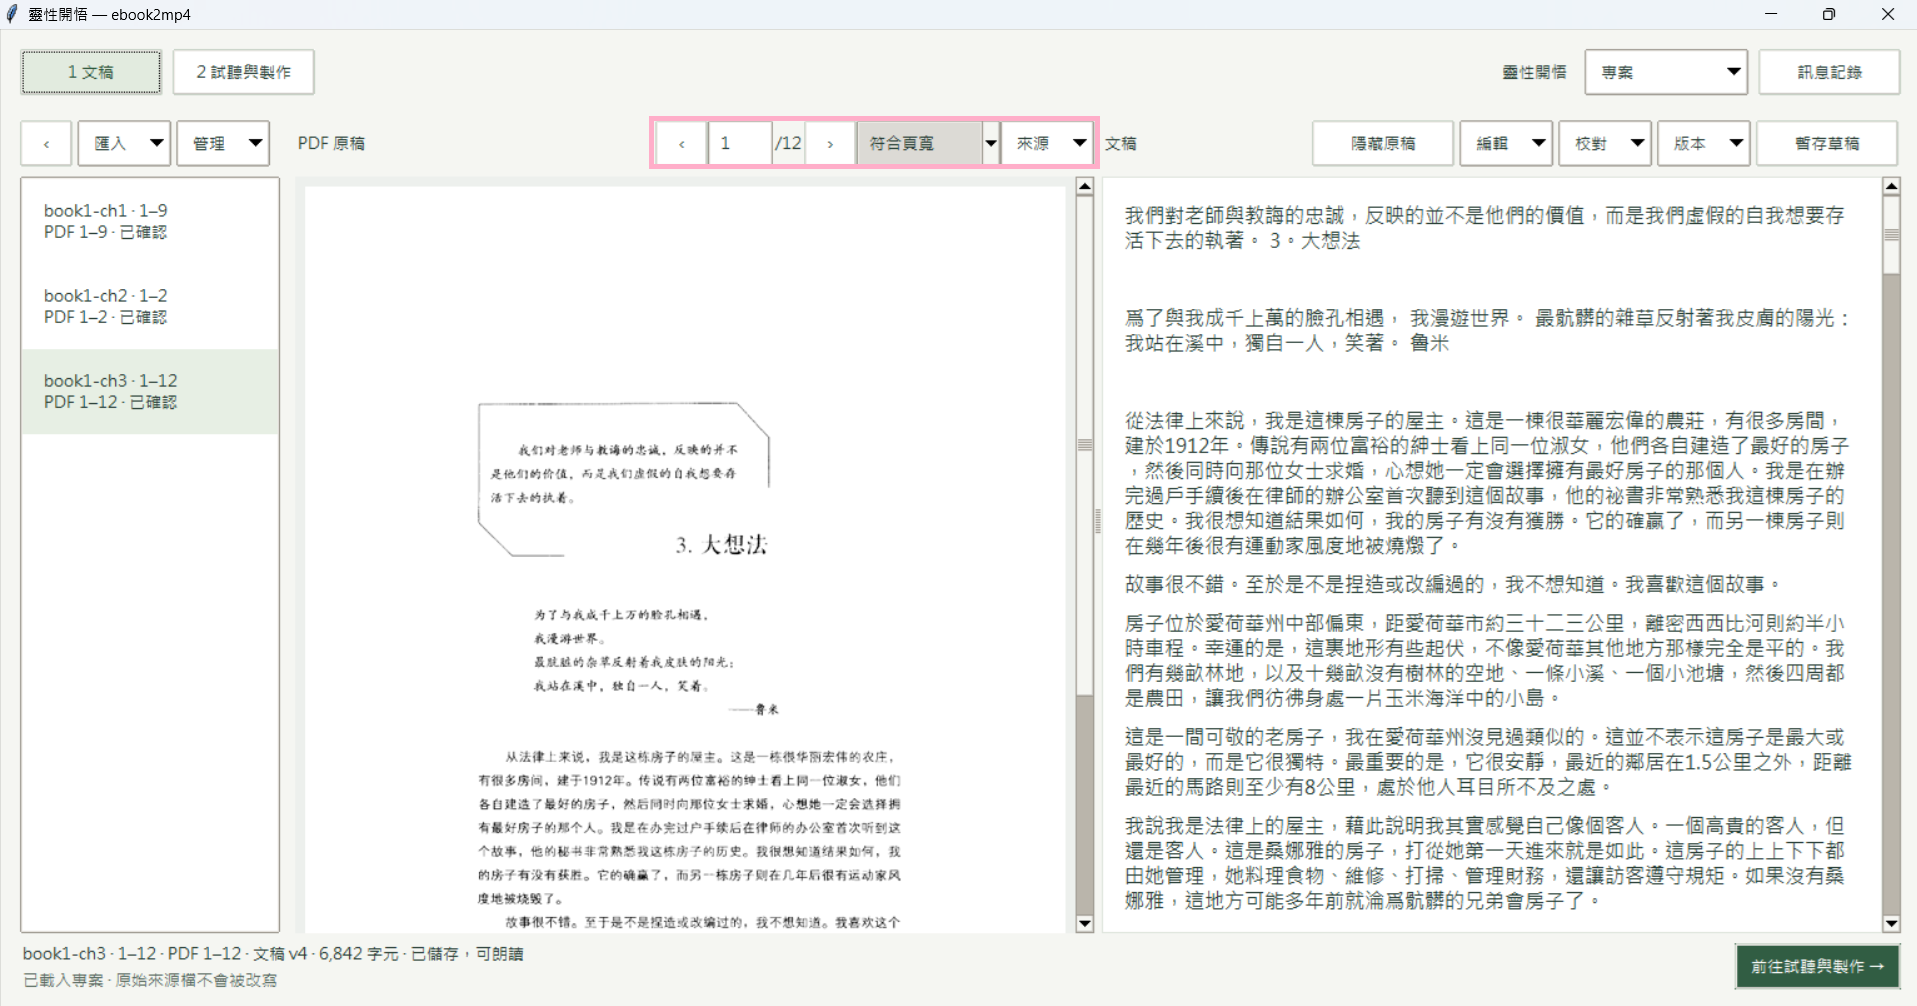 靈性開悟 — ebook2mp4
1 文稿
2 試聽與製作
靈性開悟
專案
訊息記錄
‹
匯入
管理
PDF 原稿
‹
1
/12
›
符合頁寬
來源
文稿
隱藏原稿
編輯
校對
版本
暫存草稿
book1-ch1 · 1–9
PDF 1–9 · 已確認
book1-ch2 · 1–2
PDF 1–2 · 已確認
book1-ch3 · 1–12
PDF 1–12 · 已確認
我们对老师与教诲的忠诚，反映的并不
是他们的价值，而是我们虚假的自我想要存
活下去的执着。
3. 大想法
为了与我成千上万的脸孔相遇，
我漫游世界。
最肮脏的杂草反射着我皮肤的阳光；
我站在溪中，独自一人，笑着。
——鲁米
从法律上来说，我是这栋房子的屋主。这是一栋很华丽宏伟的农庄，
有很多房间，建于1912年。传说有两位富裕的绅士看上同一位淑女，他们
各自建造了最好的房子，然后同时向那位女士求婚，心想她一定会选择拥
有最好房子的那个人。我是在办完过户手续后在律师的办公室首次听到这
个故事，他的秘书非常熟悉我这栋房子的历史。我很想知道结果如何，我
的房子有没有获胜。它的确赢了，而另一栋房子则在几年后很有运动家风
度地被烧毁了。
故事很不错。至于是不是捏造或改编过的，我不想知道。我喜欢这个
我們對老師與教誨的忠誠，反映的並不是他們的價值，而是我們虛假的自我想要存
活下去的執著。 3。大想法
爲了與我成千上萬的臉孔相遇， 我漫遊世界。 最骯髒的雜草反射著我皮膚的陽光：
我站在溪中，獨自一人，笑著。 魯米
從法律上來說，我是這棟房子的屋主。這是一棟很華麗宏偉的農莊，有很多房間，
建於1912年。傳說有兩位富裕的紳士看上同一位淑女，他們各自建造了最好的房子
，然後同時向那位女士求婚，心想她一定會選擇擁有最好房子的那個人。我是在辦
完過戶手續後在律師的辦公室首次聽到這個故事，他的祕書非常熟悉我這棟房子的
歷史。我很想知道結果如何，我的房子有沒有獲勝。它的確贏了，而另一棟房子則
在幾年後很有運動家風度地被燒燬了。
故事很不錯。至於是不是捏造或改編過的，我不想知道。我喜歡這個故事。
房子位於愛荷華州中部偏東，距愛荷華市約三十二三公里，離密西西比河則約半小
時車程。幸運的是，這裏地形有些起伏，不像愛荷華其他地方那樣完全是平的。我
們有幾畝林地，以及十幾畝沒有樹林的空地、一條小溪、一個小池塘，然後四周都
是農田，讓我們彷彿身處一片玉米海洋中的小島。
這是一間可敬的老房子，我在愛荷華州沒見過類似的。這並不表示這房子是最大或
最好的，而是它很獨特。最重要的是，它很安靜，最近的鄰居在1.5公里之外，距離
最近的馬路則至少有8公里，處於他人耳目所不及之處。
我說我是法律上的屋主，藉此說明我其實感覺自己像個客人。一個高貴的客人，但
還是客人。這是桑娜雅的房子，打從她第一天進來就是如此。這房子的上上下下都
由她管理，她料理食物、維修、打掃、管理財務，還讓訪客遵守規矩。如果沒有桑
娜雅，這地方可能多年前就淪爲骯髒的兄弟會房子了。
book1-ch3 · 1–12 · PDF 1–12 · 文稿 v4 · 6,842 字元 · 已儲存，可朗讀
已載入專案 · 原始來源檔不會被改寫
前往試聽與製作 →